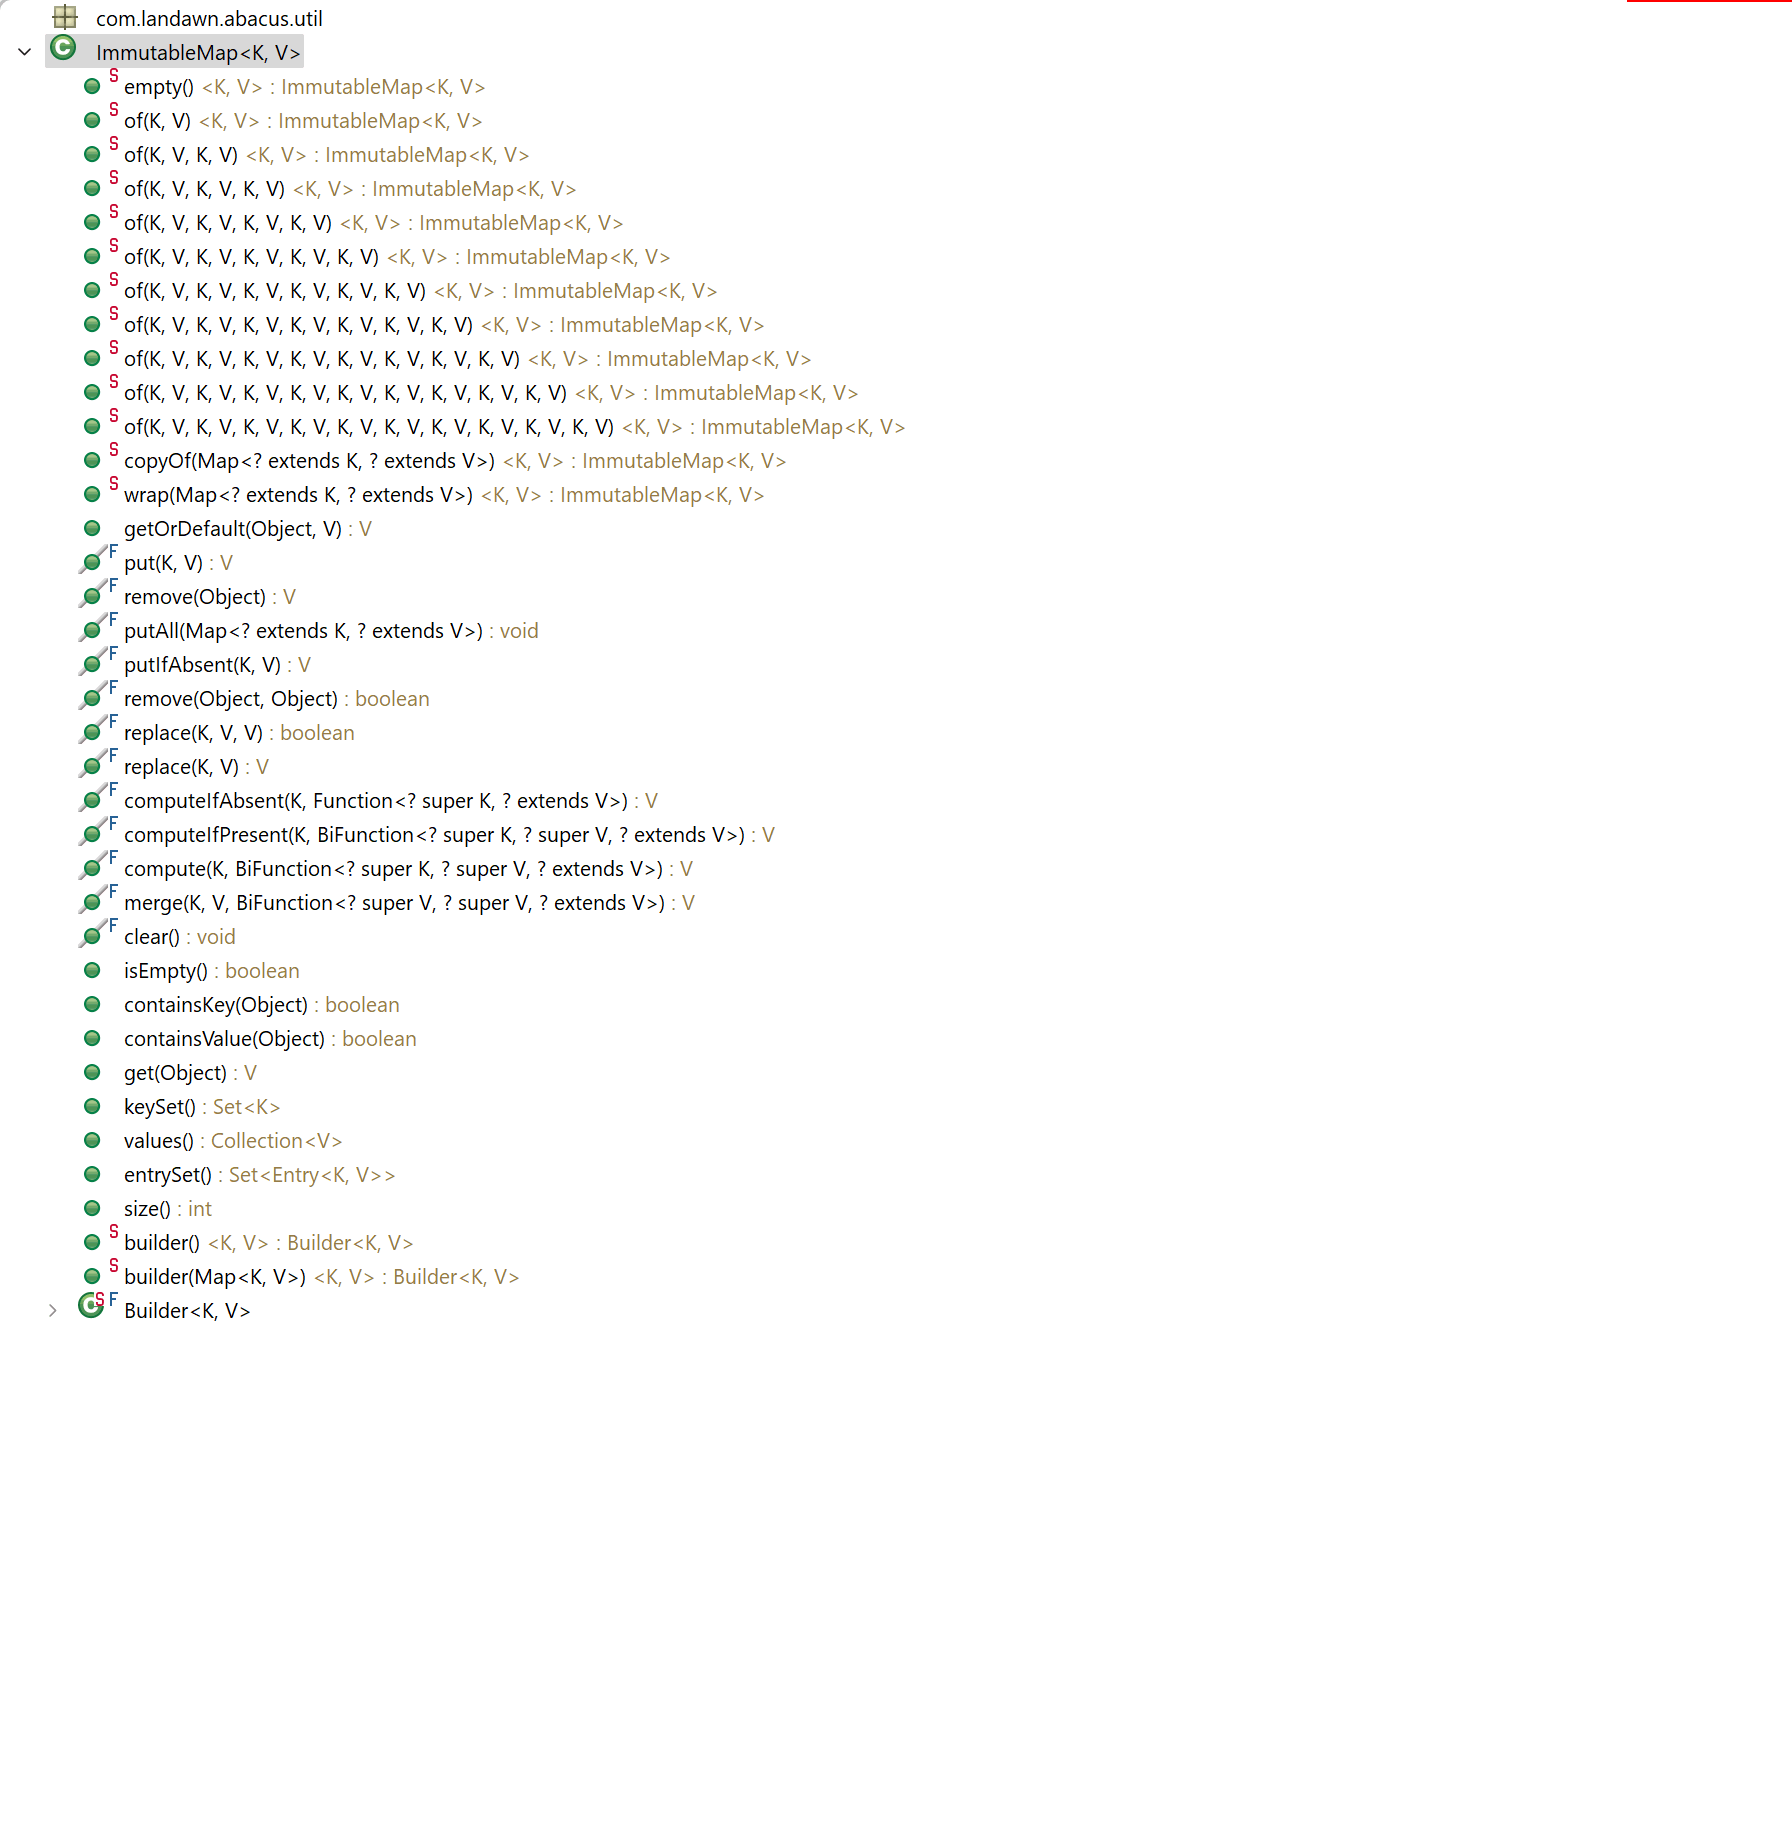 com.landawn.abacus.util
ImmutableMap<K, V>
empty() <K, V> : ImmutableMap<K, V>
of(K, V) <K, V> : ImmutableMap<K, V>
of(K, V, K, V) <K, V> : ImmutableMap<K, V>
of(K, V, K, V, K, V) <K, V> : ImmutableMap<K, V>
of(K, V, K, V, K, V, K, V) <K, V> : ImmutableMap<K, V>
of(K, V, K, V, K, V, K, V, K, V) <K, V> : ImmutableMap<K, V>
of(K, V, K, V, K, V, K, V, K, V, K, V) <K, V> : ImmutableMap<K, V>
of(K, V, K, V, K, V, K, V, K, V, K, V, K, V) <K, V> : ImmutableMap<K, V>
of(K, V, K, V, K, V, K, V, K, V, K, V, K, V, K, V) <K, V> : ImmutableMap<K, V>
of(K, V, K, V, K, V, K, V, K, V, K, V, K, V, K, V, K, V) <K, V> : ImmutableMap<K, V>
of(K, V, K, V, K, V, K, V, K, V, K, V, K, V, K, V, K, V, K, V) <K, V> : ImmutableMap<K, V>
copyOf(Map<? extends K, ? extends V>) <K, V> : ImmutableMap<K, V>
wrap(Map<? extends K, ? extends V>) <K, V> : ImmutableMap<K, V>
getOrDefault(Object, V) : V
put(K, V) : V
remove(Object) : V
putAll(Map<? extends K, ? extends V>) : void
putIfAbsent(K, V) : V
remove(Object, Object) : boolean
replace(K, V, V) : boolean
replace(K, V) : V
computeIfAbsent(K, Function<? super K, ? extends V>) : V
computeIfPresent(K, BiFunction<? super K, ? super V, ? extends V>) : V
compute(K, BiFunction<? super K, ? super V, ? extends V>) : V
merge(K, V, BiFunction<? super V, ? super V, ? extends V>) : V
clear() : void
isEmpty() : boolean
containsKey(Object) : boolean
containsValue(Object) : boolean
get(Object) : V
keySet() : Set<K>
values() : Collection<V>
entrySet() : Set<Entry<K, V>>
size() : int
builder() <K, V> : Builder<K, V>
builder(Map<K, V>) <K, V> : Builder<K, V>
Builder<K, V>